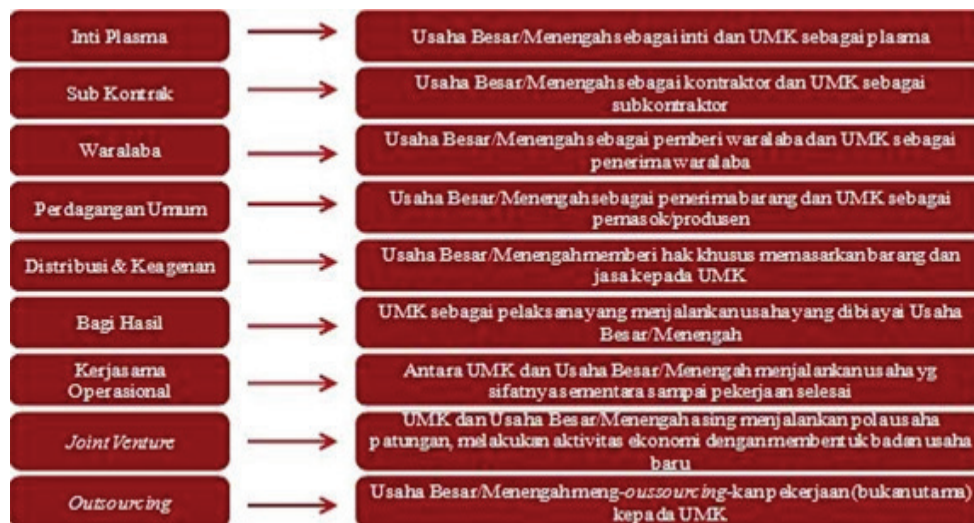 Inti Plasma
Usaha Besar/Menengah sebagai inti dan UMK sebagai plasma
Sub Kontrak
Usaha Besar/Menengah sebagai kontraktor dan UMK sebagai
subkontraktor
Waralaba
Usaha Besar/Menengah sebagai pemberi waralaba dan UMK sebagai
penerima waralaba
Perdagangan Umum
Usaha Besar/Menengah sebagai penerima barang dan UMK sebagai
pemasok/produsen
Distribusi & Keagenan
Usaha Besar/Menengah memberi hak khusus memasarkan barang dan
jasa kepada UMK
Bagi Hasil
UMK sebagai pelaksana yang menjalankan usaha yang dibiayai Usaha
Besar/Menengah
Kerjasama
Operasional
Antara UMK dan Usaha Besar/Menengah menjalankan usaha yg
sifatnya sementara sampai pekerjaan selesai
Joint Venture
UMK dan Usaha Besar/Menengah asing menjalankan pola usaha
patungan, melakukan aktivitas ekonomi dengan membentuk badan usaha
baru
Outsourcing
Usaha Besar/Menengah meng-oussourcing-kan pekerjaan (bukan utama)
kepada UMK